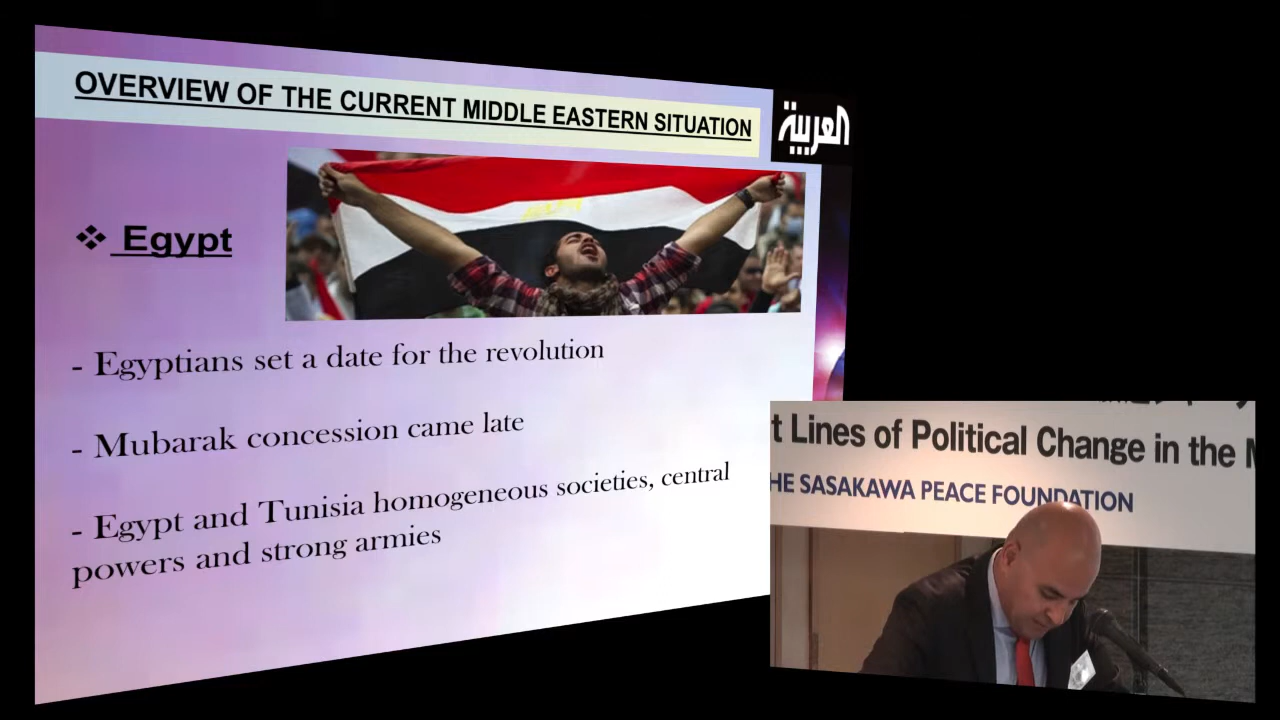 OVERVIEW OF THE CURRENT MIDDLE EASTERN SITUATION
العربية
❖ Egypt
- Egyptians set a date for the revolution
- Mubarak concession came late
- Egypt and Tunisia homogeneous societies, central
powers and strong armies
t Lines of Political Change in the M
HE SASAKAWA PEACE FOUNDATION